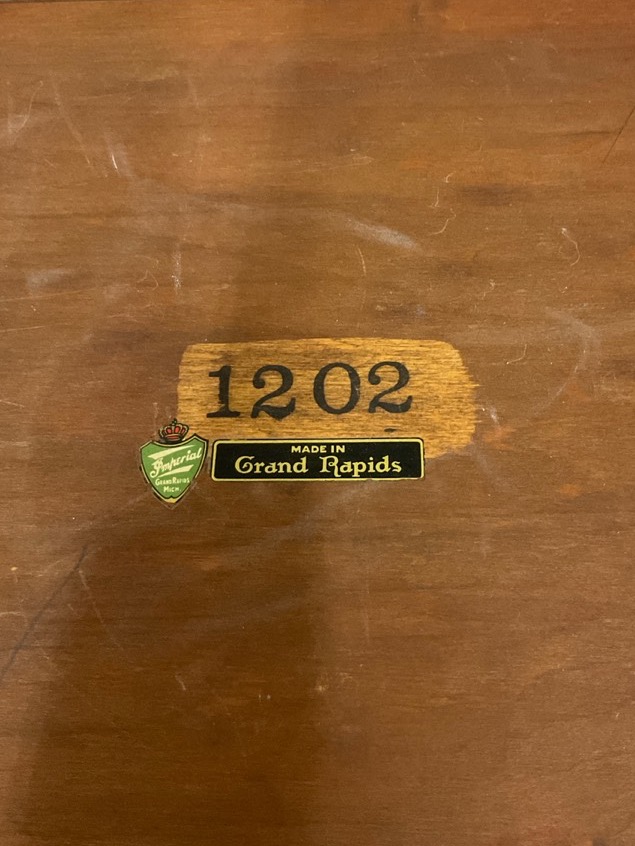 1202
Imperial
Grand Rapids
Mich.
MADE IN
Grand Rapids